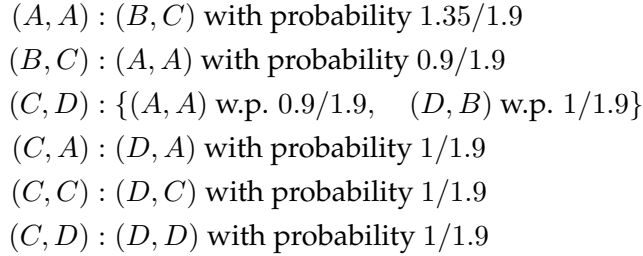 (A, A) : (B, C) with probability 1.35/1.9
(B, C) : (A, A) with probability 0.9/1.9
(C, D) : {(A, A) w.p. 0.9/1.9, (D, B) w.p. 1/1.9}
(C, A) : (D, A) with probability 1/1.9
(C, C) : (D, C) with probability 1/1.9
(C, D) : (D, D) with probability 1/1.9